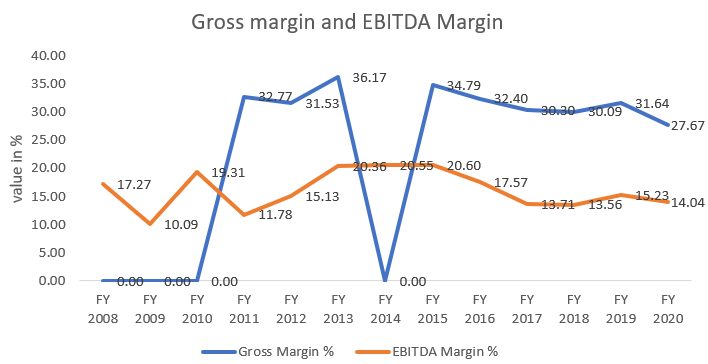 Gross margin and EBITDA Margin
value in %
40.00
35.00
30.00
25.00
20.00
15.00
10.00
5.00
0.00
0.00 0.00 0.00 32.77 31.53 36.17 0.00 34.79 32.40 30.30 30.09 31.64 27.67
17.27 10.09 19.31 11.78 15.13 20.36 20.55 20.60 17.57 13.71 13.56 15.23 14.04
FY FY FY FY FY FY FY FY FY FY FY FY FY
2008 2009 2010 2011 2012 2013 2014 2015 2016 2017 2018 2019 2020
Gross Margin % EBITDA Margin %